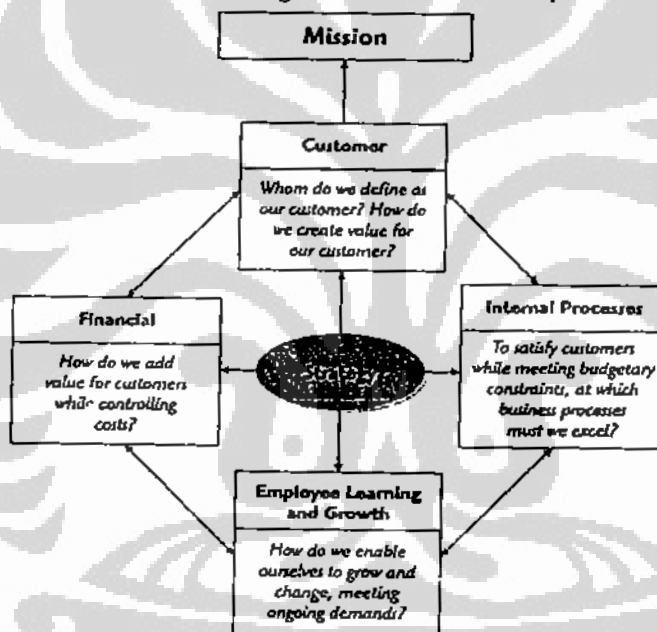 Mission
Customer
Whom do we define as
our customer? How do
we create value for
our customer?
Financial
How do we add
value for customers
while controlling
costs?
Strategy
Internal Processes
To satisfy customers
while meeting budgetary
constraints, at which
business processes
must we excel?
Employee Learning
and Growth
How do we enable
ourselves to grow and
change, meeting
ongoing demands?